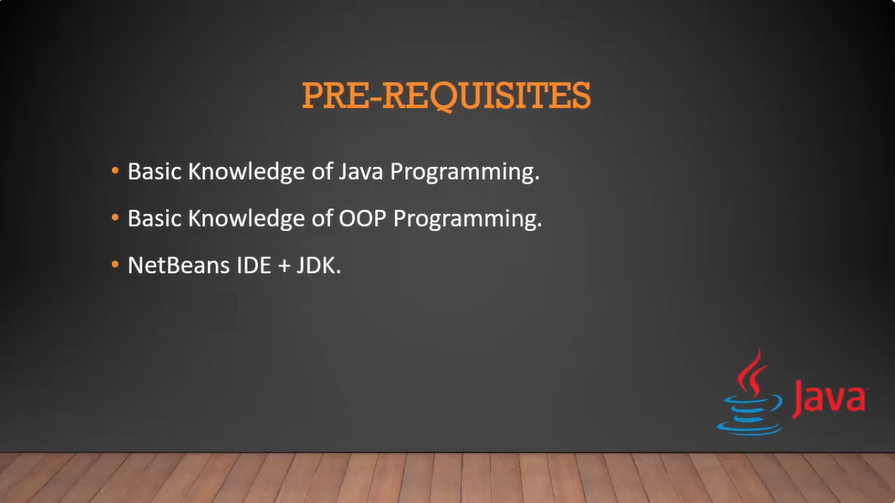 PRE-REQUISITES
• Basic Knowledge of Java Programming.
• Basic Knowledge of OOP Programming.
• NetBeans IDE + JDK.
Java